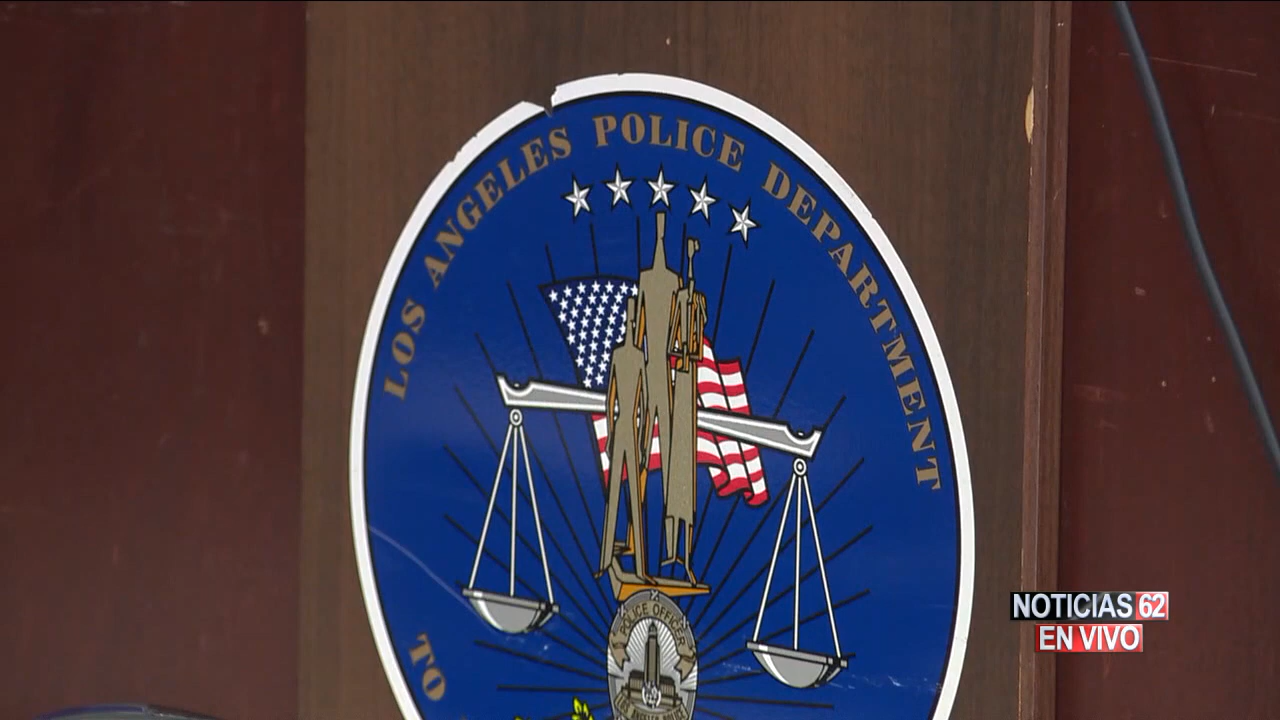 LOS ANGELES POLICE DEPARTMENT
TO
POLICE OFFICER
NOTICIAS 62
EN VIVO